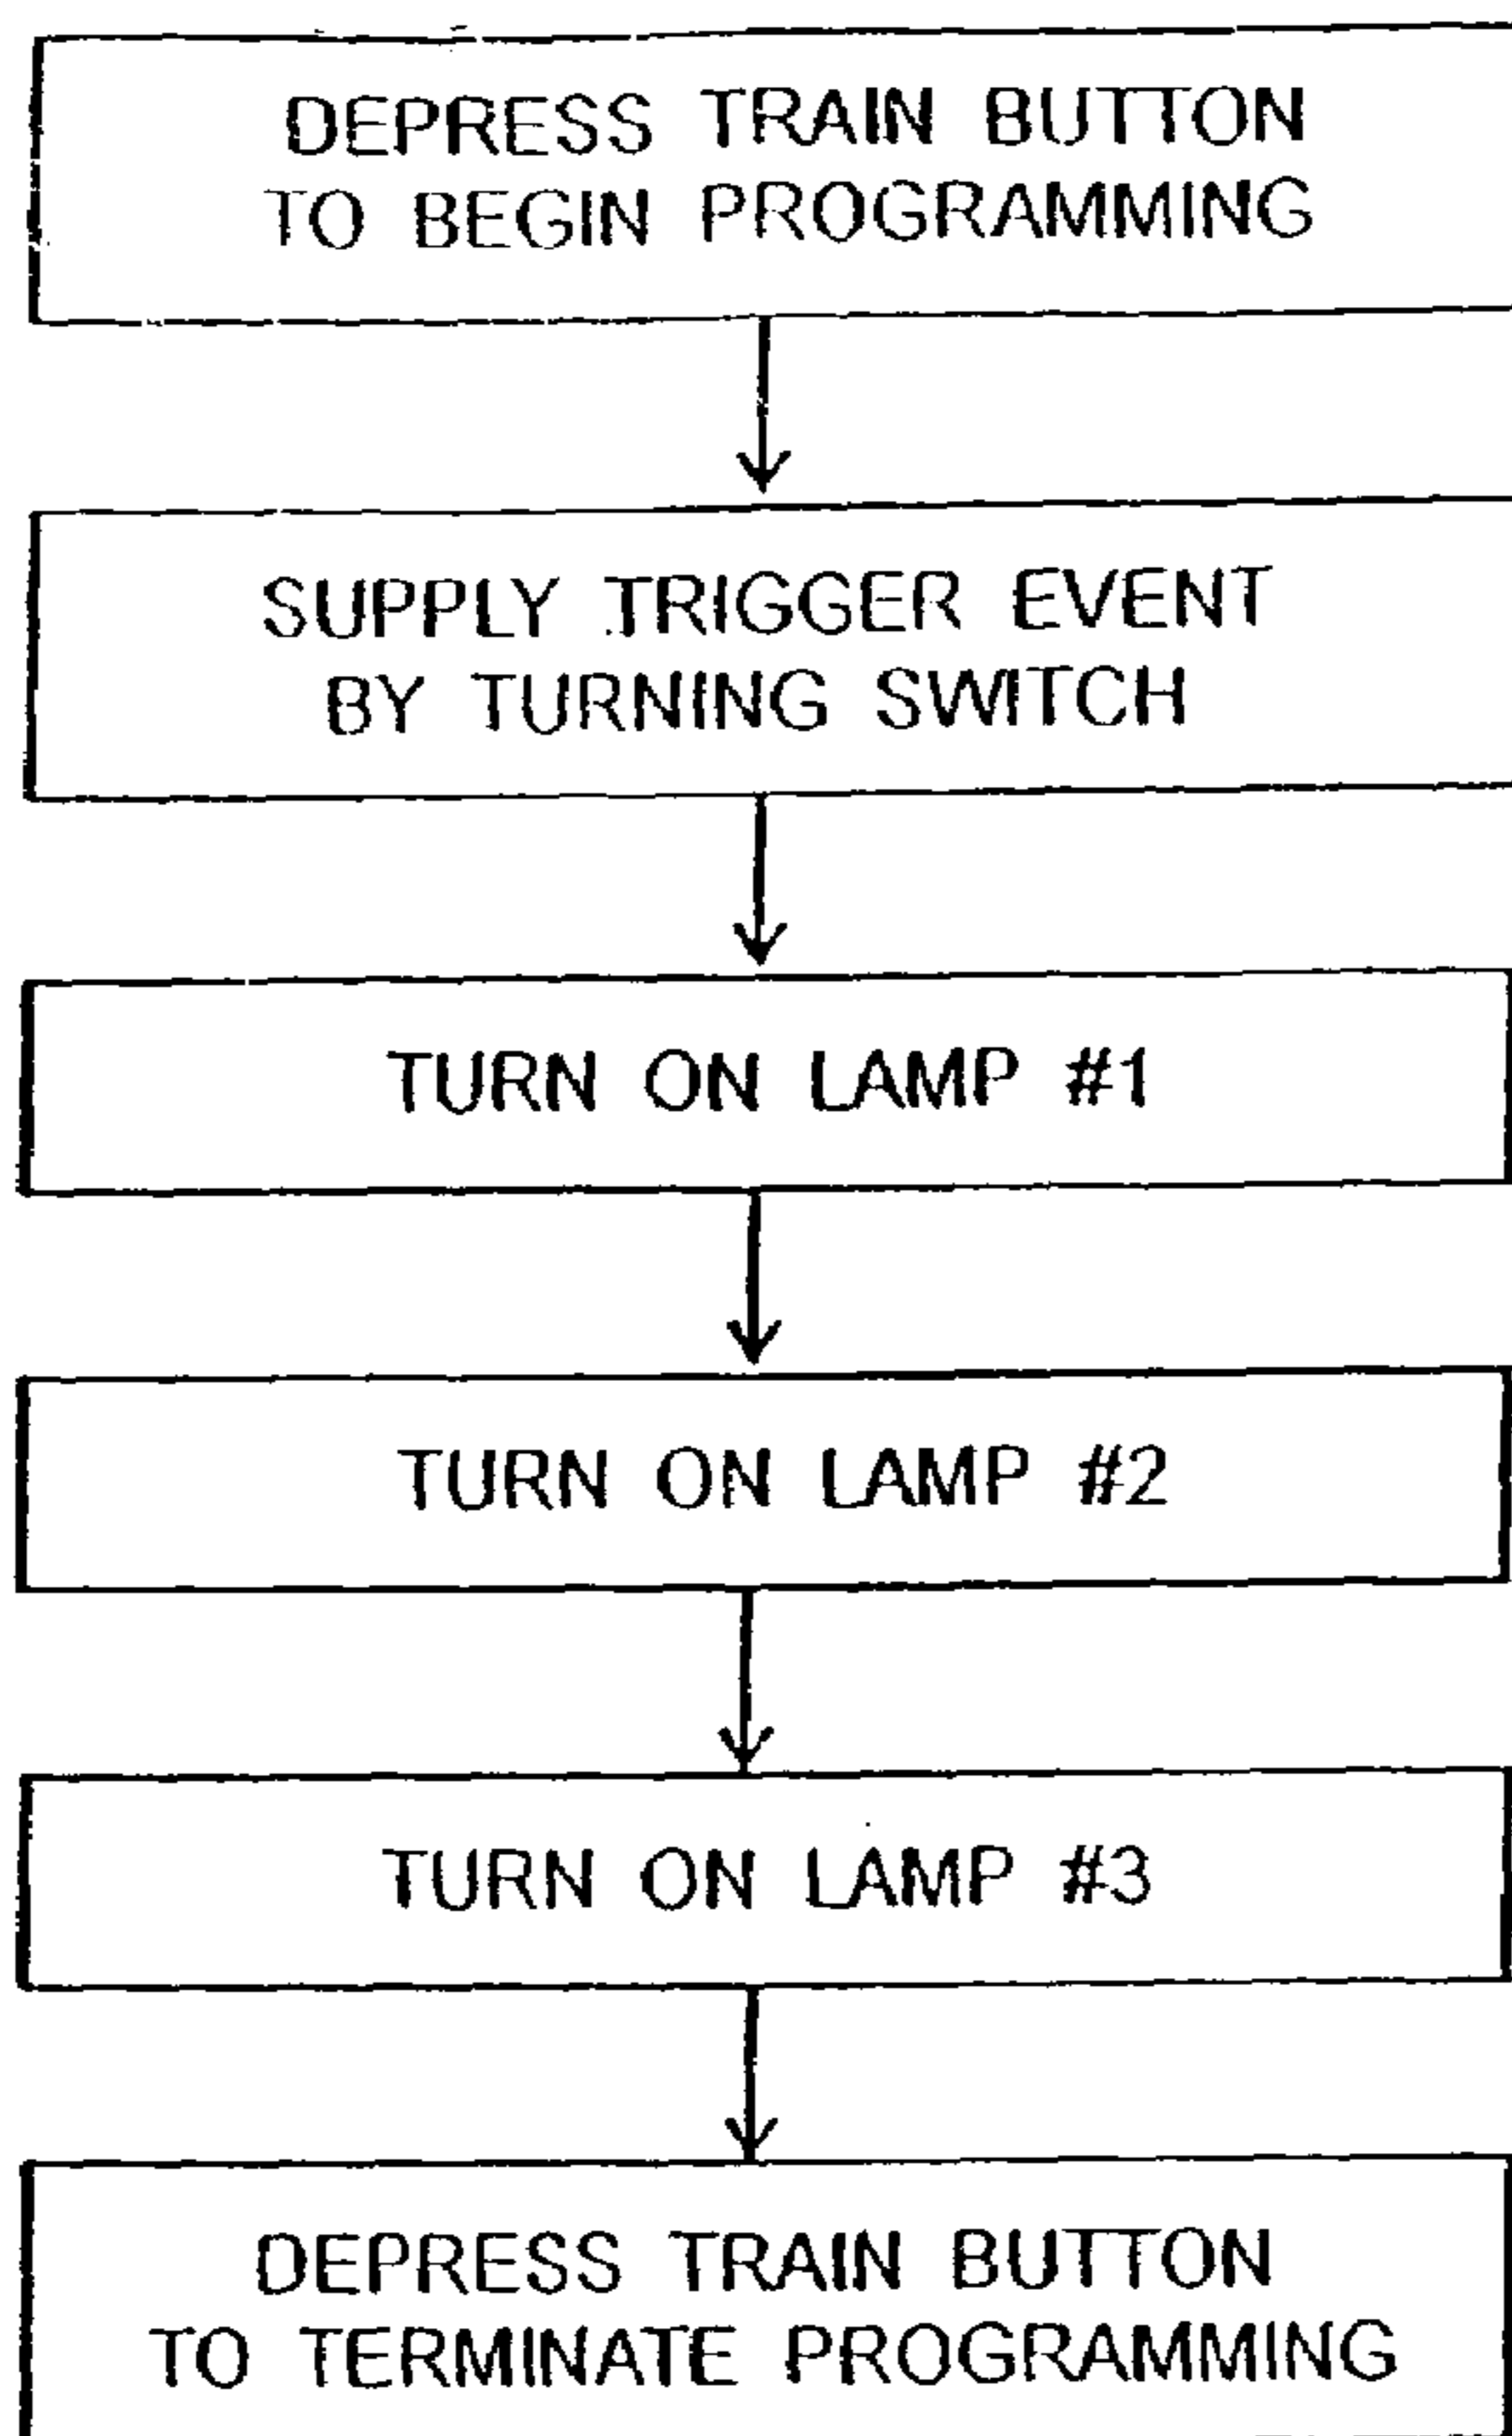 DEPRESS TRAIN BUTTON
TO BEGIN PROGRAMMING
SUPPLY TRIGGER EVENT
BY TURNING SWITCH
TURN ON LAMP #1
TURN ON LAMP #2
TURN ON LAMP #3
DEPRESS TRAIN BUTTON
TO TERMINATE PROGRAMMING